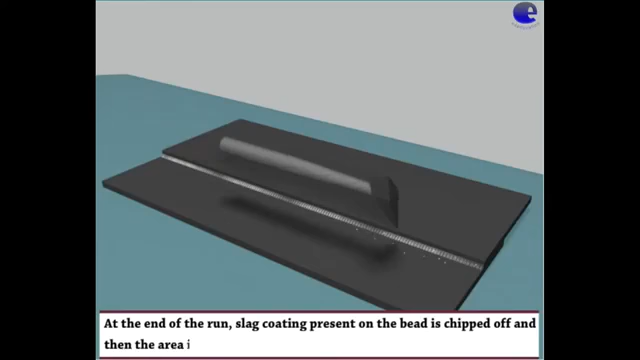 At the end of the run, slag coating present on the bead is chipped off and
then the area i